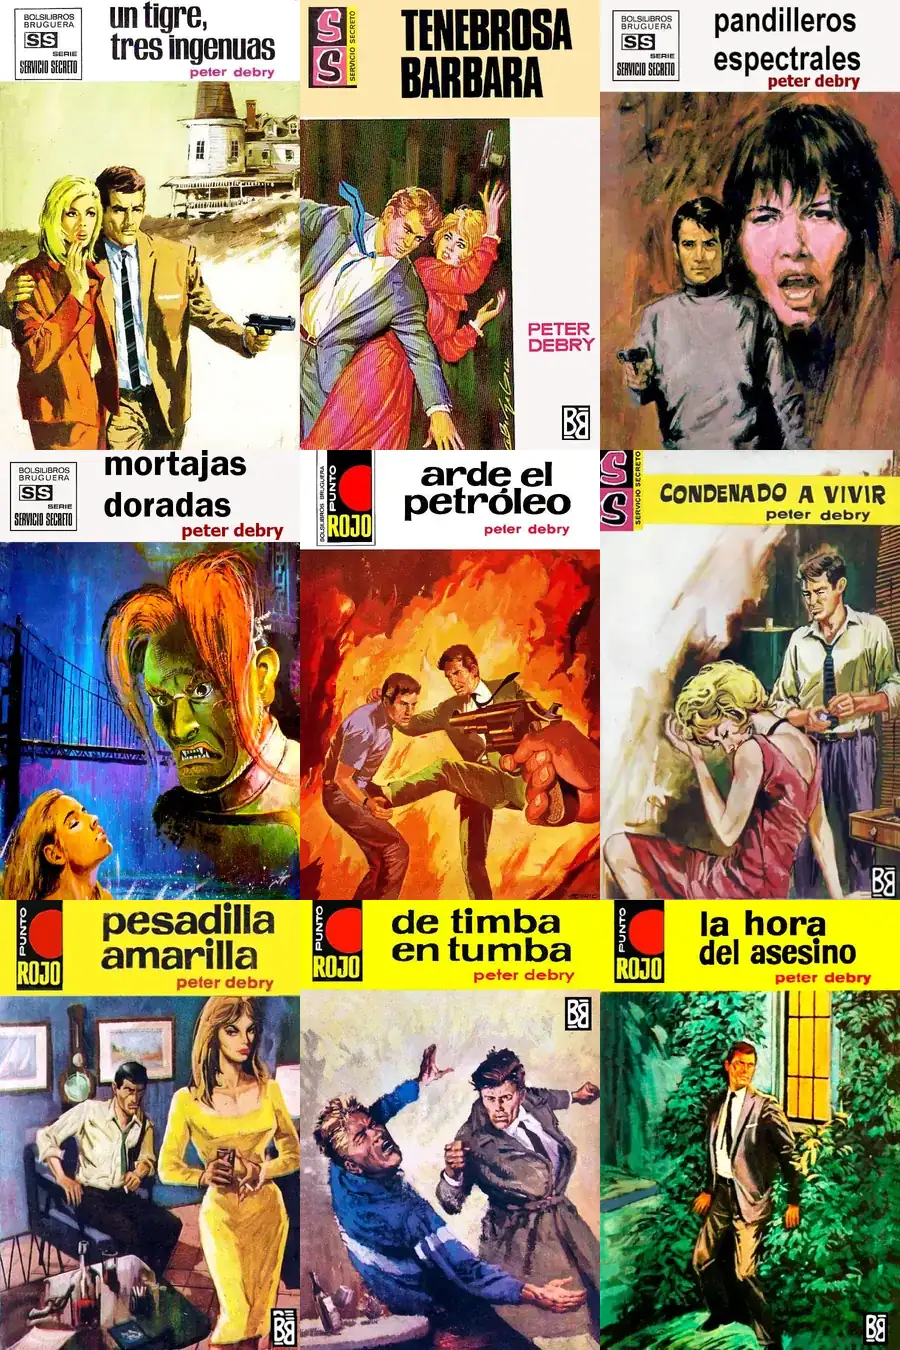 BOLSILIBROS
BRUGUERA
SS
SERIE
SERVICIO SECRETO
un tigre,
tres ingenuas
peter debry
SS
SERVICIO SECRETO
TENEBROSA
BARBARA
PETER
DEBRY
B
BOLSILIBROS
BRUGUERA
SS
SERIE
SERVICIO SECRETO
pandilleros
espectrales
peter debry
BOLSILIBROS
BRUGUERA
SS
SERIE
SERVICIO SECRETO
mortajas
doradas
peter debry
BOLSILIBROS BRUGUERA
PUNTO
ROJO
arde el
petróleo
peter debry
SS
SERVICIO SECRETO
CONDENADO A VIVIR
peter debry
B
PUNTO
ROJO
pesadilla
amarilla
peter debry
B
PUNTO
ROJO
de timba
en tumba
peter debry
B
PUNTO
ROJO
la hora
del asesino
peter debry
B